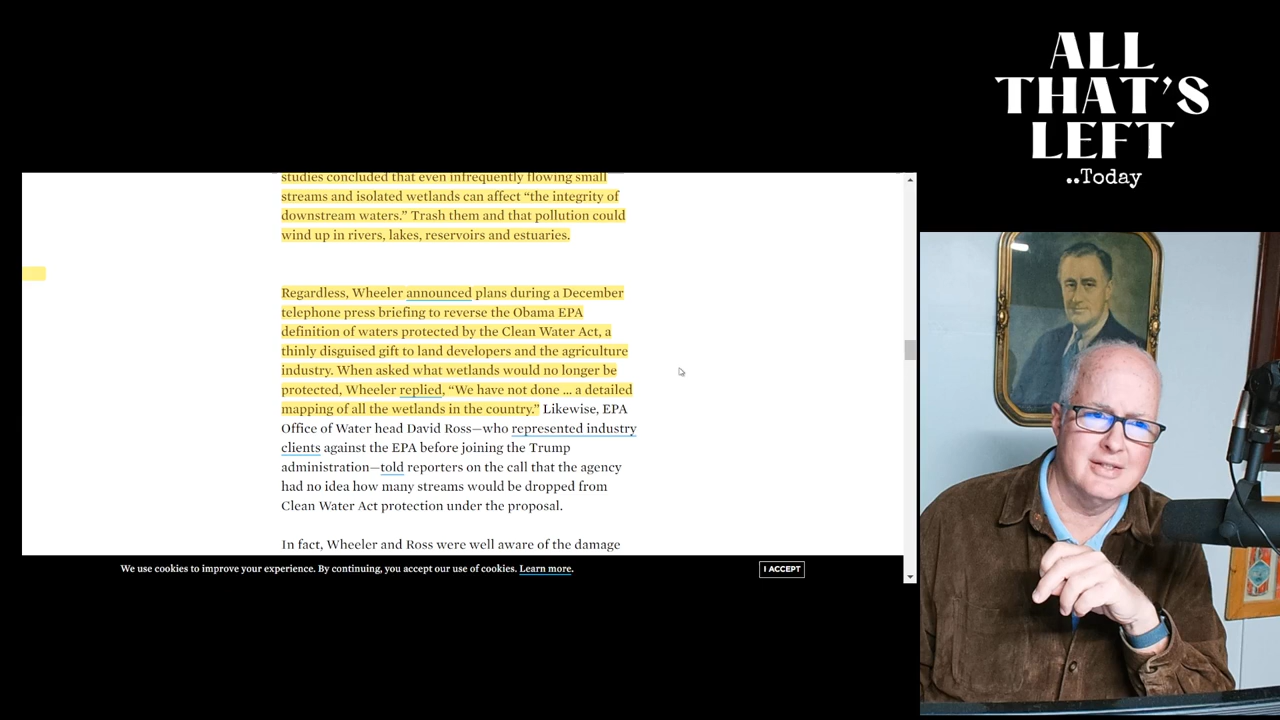 ALL
THAT'S
LEFT
..Today
studies concluded that even infrequently flowing small
streams and isolated wetlands can affect “the integrity of
downstream waters.” Trash them and that pollution could
wind up in rivers, lakes, reservoirs and estuaries.
Regardless, Wheeler announced plans during a December
telephone press briefing to reverse the Obama EPA
definition of waters protected by the Clean Water Act, a
thinly disguised gift to land developers and the agriculture
industry. When asked what wetlands would no longer be
protected, Wheeler replied, “We have not done ... a detailed
mapping of all the wetlands in the country.” Likewise, EPA
Office of Water head David Ross—who represented industry
clients against the EPA before joining the Trump
administration—told reporters on the call that the agency
had no idea how many streams would be dropped from
Clean Water Act protection under the proposal.
In fact, Wheeler and Ross were well aware of the damage
We use cookies to improve your experience. By continuing, you accept our use of cookies. Learn more.
I ACCEPT